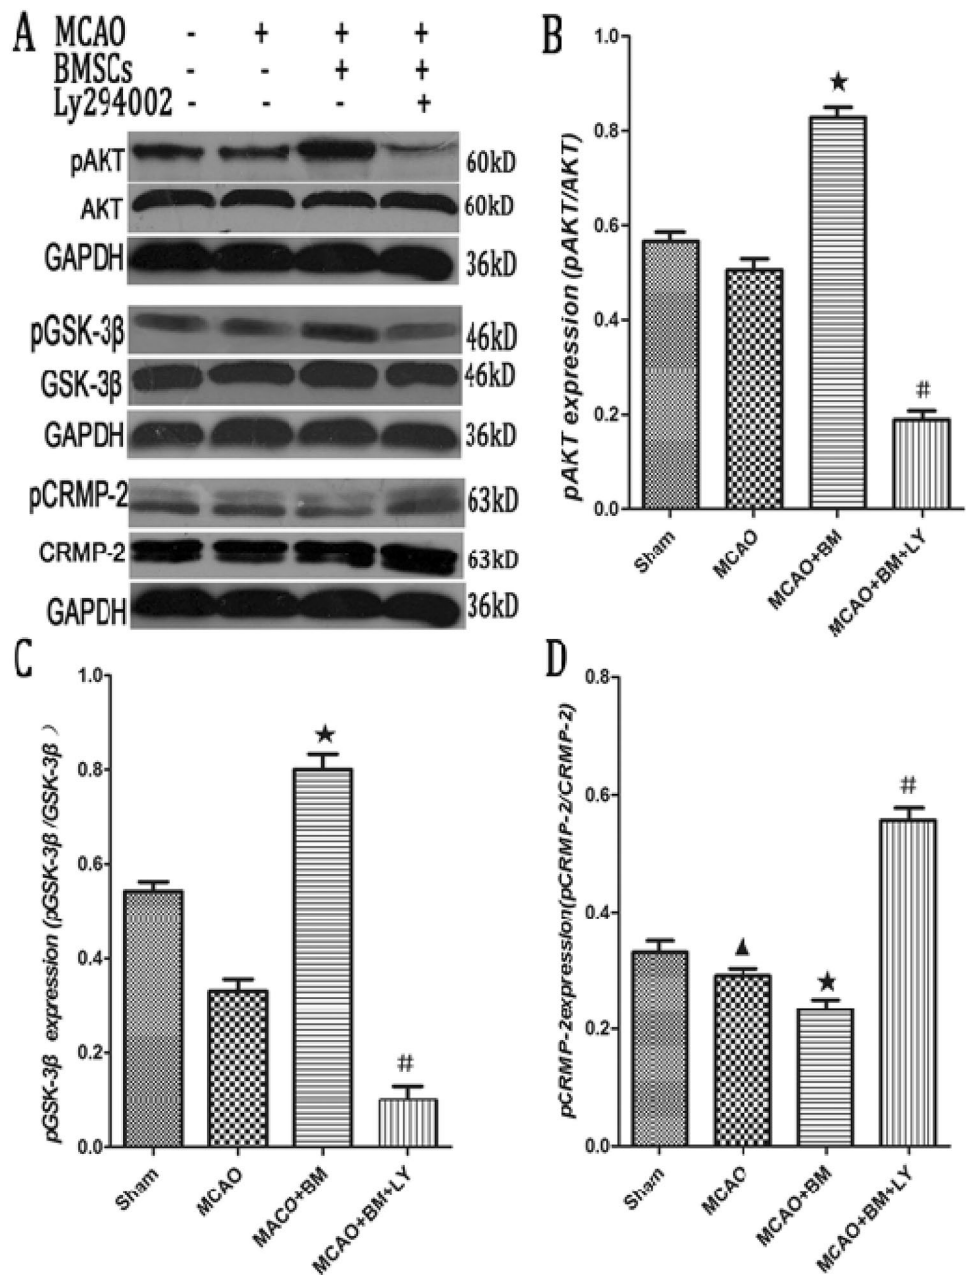 A
MCAO - + + +
BMSCs - - + +
Ly294002 - - - +
pAKT 60kD
AKT 60kD
GAPDH 36kD
pGSK-3β 46kD
GSK-3β 46kD
GAPDH 36kD
pCRMP-2 63kD
CRMP-2 63kD
GAPDH 36kD
B
pAKT expression (pAKT/AKT)
1.0
0.8
0.6
0.4
0.2
0.0
★
#
Sham
MCAO
MCAO+BM
MCAO+BM+LY
C
pGSK-3β expression (pGSK-3β/GSK-3β)
1.0
0.8
0.6
0.4
0.2
0.0
★
#
Sham
MCAO
MACO+BM
MCAO+BM+LY
D
pCRMP-2expression(pCRMP-2/CRMP-2)
0.8
0.6
0.4
0.2
0.0
▲
★
#
Sham
MCAO
MCAO+BM
MCAO+BM+LY